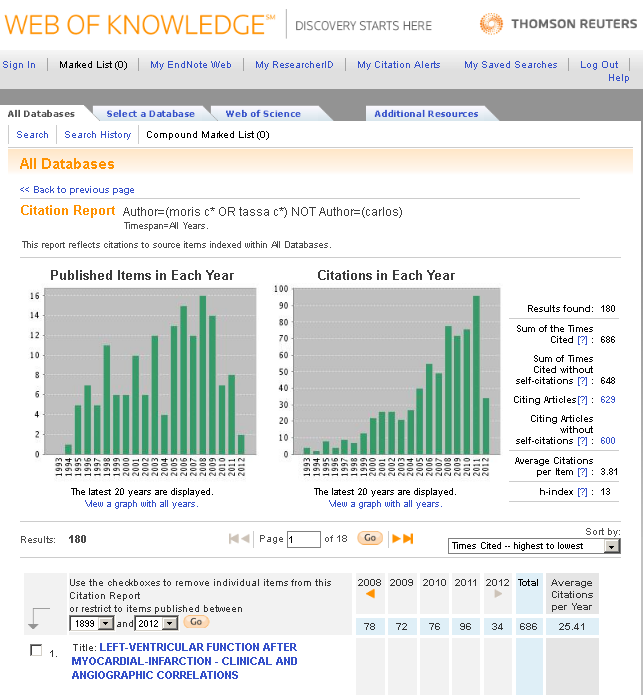 WEB OF KNOWLEDGE℠ DISCOVERY STARTS HERE THOMSON REUTERS
Sign In Marked List (0) My EndNote Web My ResearcherID My Citation Alerts My Saved Searches Log Out
Help
All Databases Select a Database Web of Science Additional Resources
Search Search History Compound Marked List (0)
All Databases
<< Back to previous page
Citation Report Author=(moris c* OR tassa c*) NOT Author=(carlos)
Timespan=All Years.
This report reflects citations to source items indexed within All Databases.
Published Items in Each Year
16
14
12
10
8
6
4
2
0
1993 1994 1995 1996 1997 1998 1999 2000 2001 2002 2003 2004 2005 2006 2007 2008 2009 2010 2011 2012
The latest 20 years are displayed.
View a graph with all years.
Citations in Each Year
100
90
80
70
60
50
40
30
20
10
0
1993 1994 1995 1996 1997 1998 1999 2000 2001 2002 2003 2004 2005 2006 2007 2008 2009 2010 2011 2012
The latest 20 years are displayed.
View a graph with all years.
Results found: 180
Sum of the Times
Cited [?] : 686
Sum of Times
Cited without
self-citations [?] : 648
Citing Articles[?] : 629
Citing Articles
without
self-citations [?] : 600
Average Citations
per Item [?] : 3.81
h-index [?] : 13
Results: 180 Page 1 of 18 Go
Sort by:
Times Cited -- highest to lowest
Use the checkboxes to remove individual items from this
Citation Report
or restrict to items published between
1899 and 2012 Go
2008 2009 2010 2011 2012 Total Average
Citations
per Year
78 72 76 96 34 686 25.41
1. Title: LEFT-VENTRICULAR FUNCTION AFTER
MYOCARDIAL-INFARCTION - CLINICAL AND
ANGIOGRAPHIC CORRELATIONS